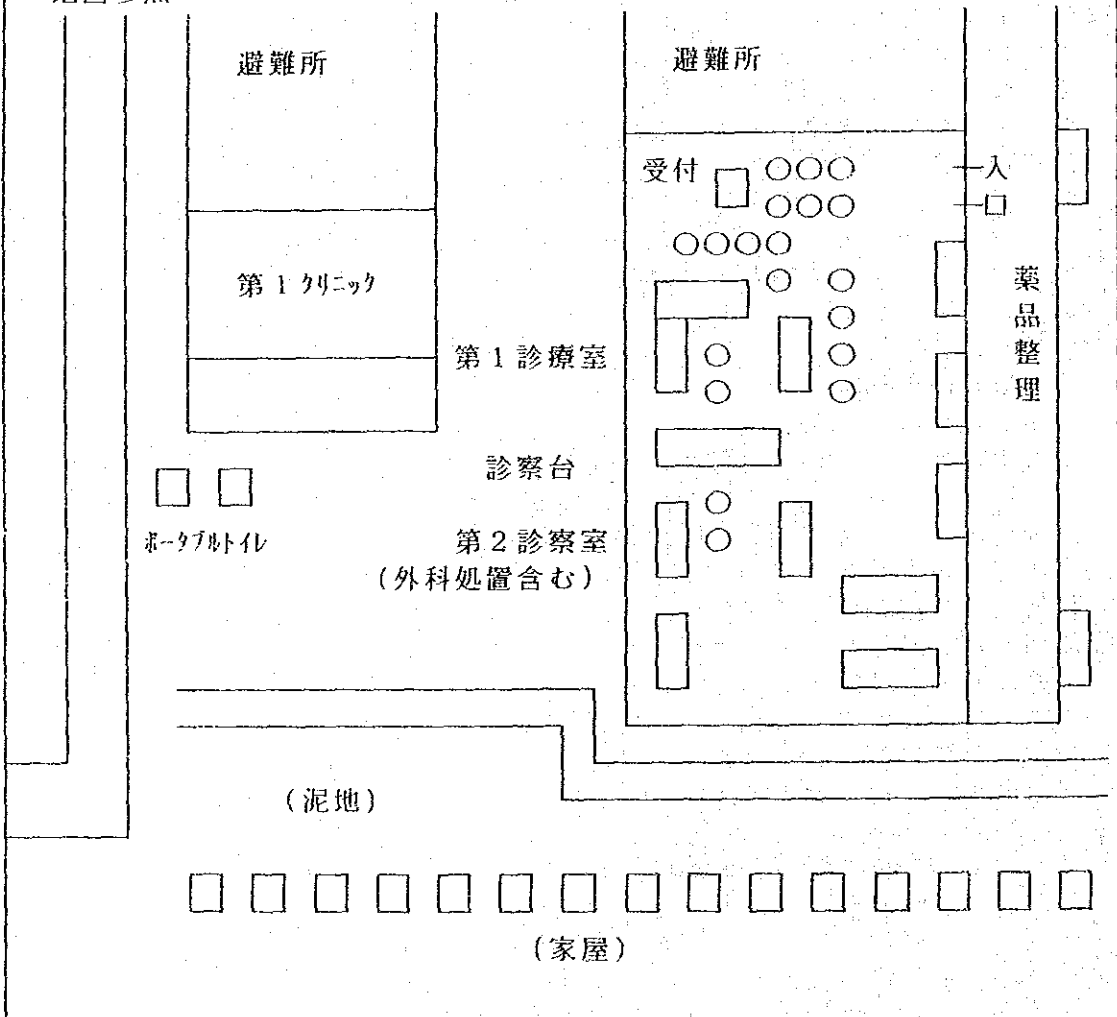 避難所
避難所
受付
入口
第1クリニック
薬品整理
第1診療室
診察台
ポータブルトイレ
第2診察室
(外科処置含む)
(泥地)
(家屋)